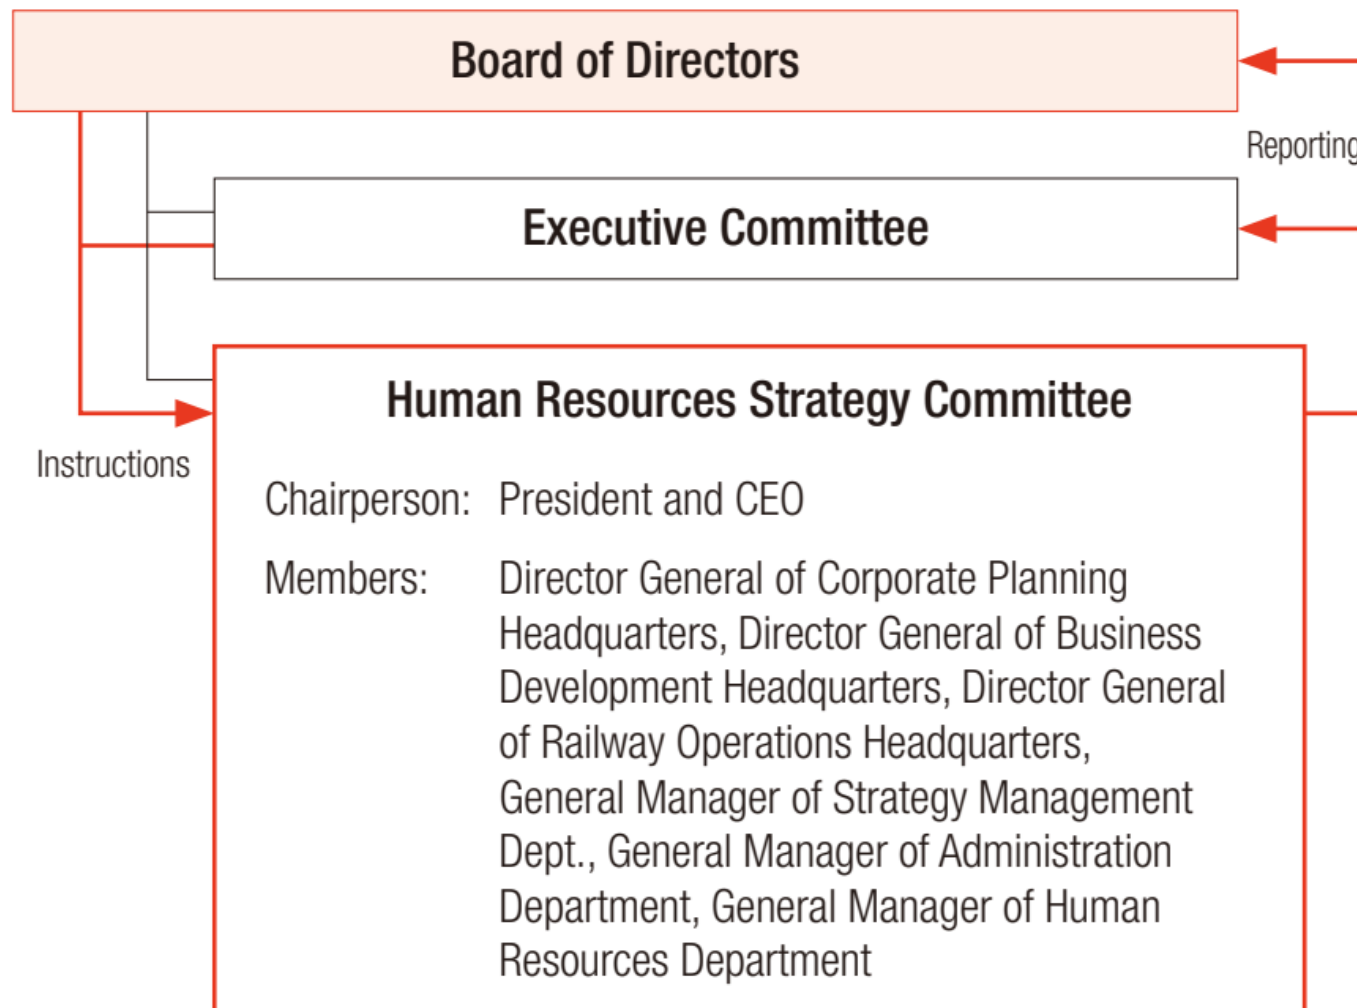 Board of Directors
Reporting
Executive Committee
Human Resources Strategy Committee
Instructions
Chairperson: President and CEO
Members: Director General of Corporate Planning
Headquarters, Director General of Business
Development Headquarters, Director General
of Railway Operations Headquarters,
General Manager of Strategy Management
Dept., General Manager of Administration
Department, General Manager of Human
Resources Department